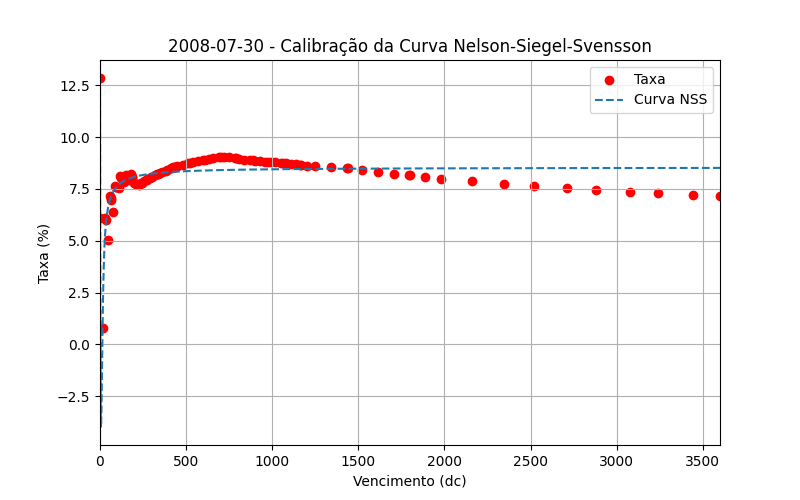 2008-07-30 - Calibração da Curva Nelson-Siegel-Svensson
Taxa
Curva NSS
12.5
10.0
7.5
5.0
2.5
0.0
−2.5
Taxa (%)
0 500 1000 1500 2000 2500 3000 3500
Vencimento (dc)